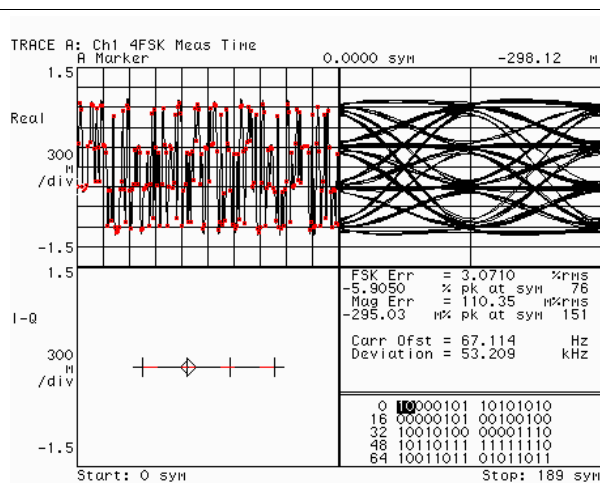 TRACE A: Ch1 4FSK Meas Time
A Marker 0.0000 sym -298.12 m
1.5
Real
300
m
/div
-1.5
1.5
I-Q
300
m
/div
-1.5
FSK Err = 3.0710 %rms
-5.9050 % pk at sym 76
Mag Err = 110.35 m%rms
-295.03 m% pk at sym 151
Carr Ofst = 67.114 Hz
Deviation = 53.209 kHz
0 10000101 10101010
16 00000101 00100100
32 10010100 00001110
48 10110111 11111110
64 10011011 01011011
Start: 0 sym Stop: 189 sym